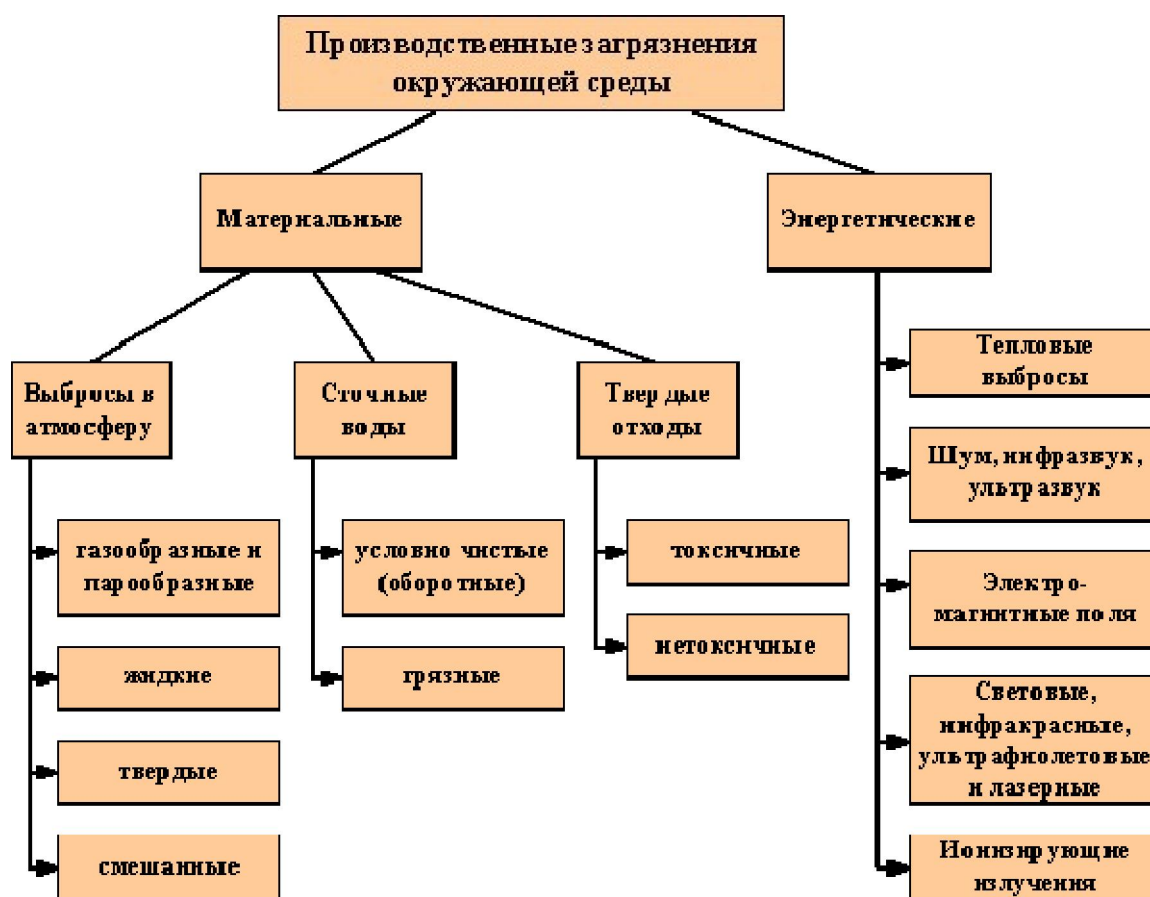 Производственные загрязнения
окружающей среды
Материальные
Энергетические
Выбросы в
атмосферу
Сточные
воды
Твердые
отходы
газообразные и
парообразные
жидкие
твердые
смешанные
условно чистые
(оборотные)
грязные
токсичные
нетоксичные
Тепловые
выбросы
Шум, инфразвук,
ультразвук
Электро-
магнитные поля
Световые,
инфракрасные,
ультрафиолетовые
и лазерные
Ионизирующие
излучения